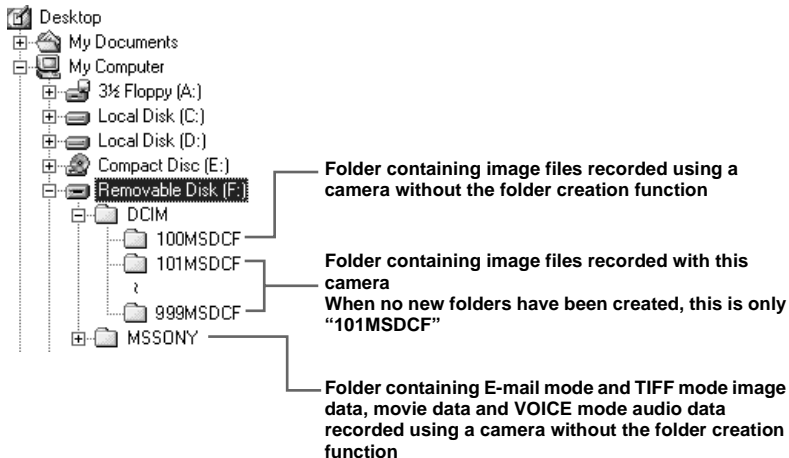 Desktop
My Documents
My Computer
3½ Floppy (A:)
Local Disk (C:)
Local Disk (D:)
Compact Disc (E:)
Removable Disk (F:)
DCIM
100MSDCF
101MSDCF
~
999MSDCF
MSSONY
Folder containing image files recorded using a
camera without the folder creation function
Folder containing image files recorded with this
camera
When no new folders have been created, this is only
“101MSDCF”
Folder containing E-mail mode and TIFF mode image
data, movie data and VOICE mode audio data
recorded using a camera without the folder creation
function